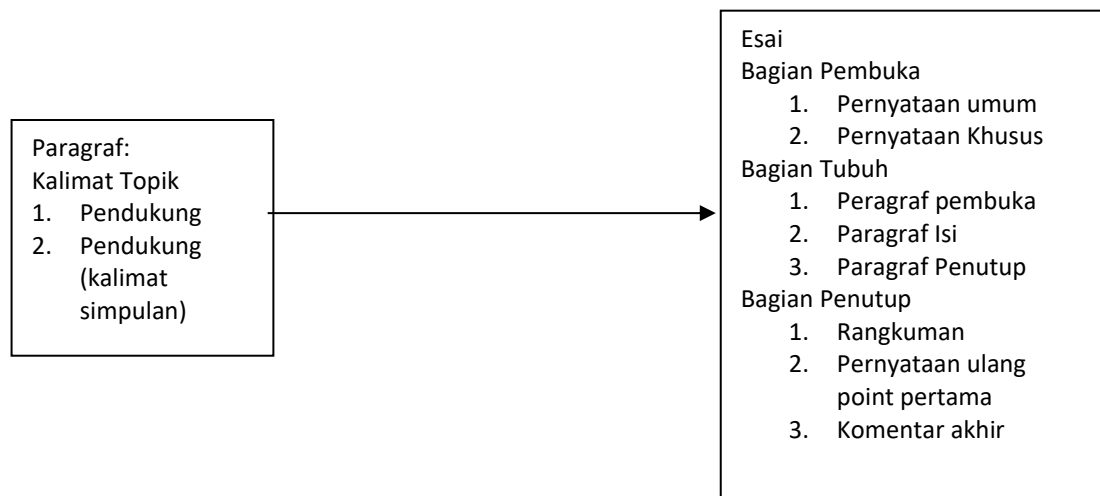 Paragraf:
Kalimat Topik
1. Pendukung
2. Pendukung
(kalimat
simpulan)
Esai
Bagian Pembuka
1. Pernyataan umum
2. Pernyataan Khusus
Bagian Tubuh
1. Peragraf pembuka
2. Paragraf Isi
3. Paragraf Penutup
Bagian Penutup
1. Rangkuman
2. Pernyataan ulang
point pertama
3. Komentar akhir